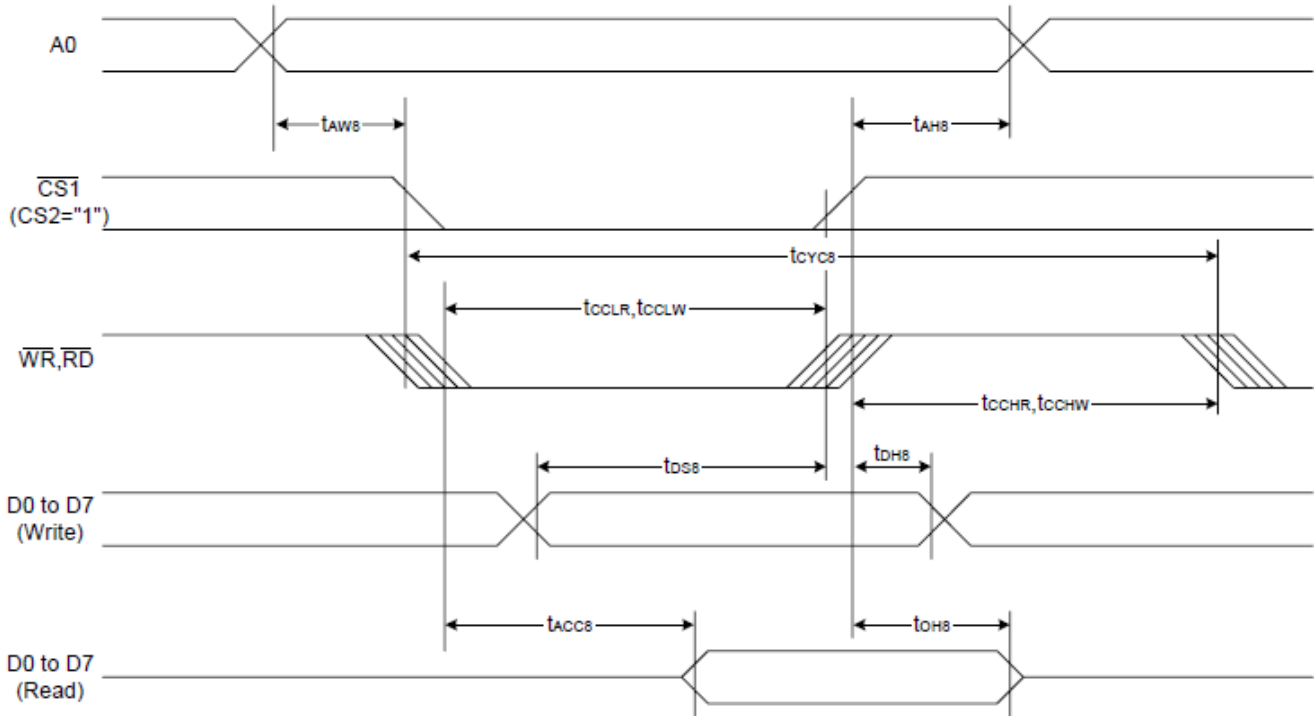 A0
tAW8
tAH8
CS1
(CS2="1")
tCYC8
tCCLR,tCCLW
WR,RD
tCCHR,tCCHW
tDS8
tDH8
D0 to D7
(Write)
tACC8
tOH8
D0 to D7
(Read)